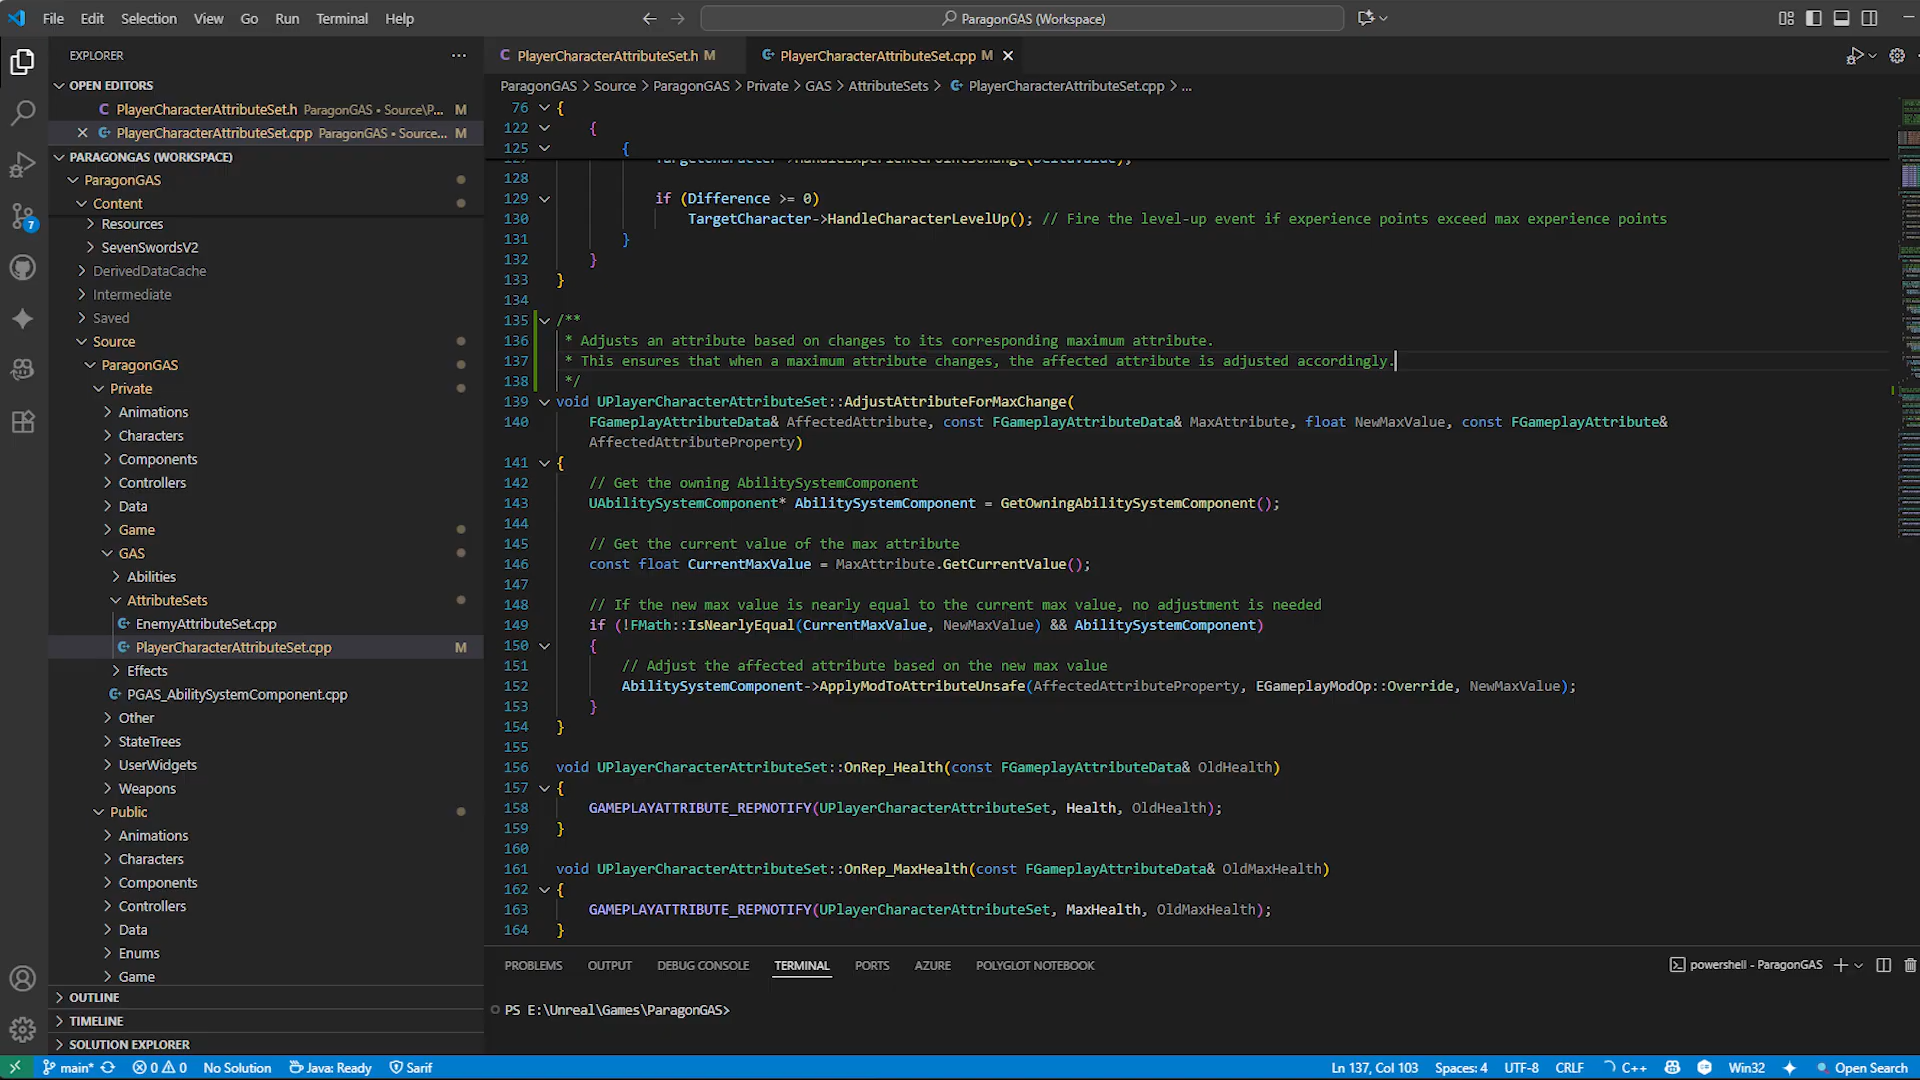 File Edit Selection View Go Run Terminal Help
ParagonGAS (Workspace)
EXPLORER
OPEN EDITORS
PlayerCharacterAttributeSet.h ParagonGAS • Source\P... M
PlayerCharacterAttributeSet.cpp ParagonGAS • Source... M
PARAGONGAS (WORKSPACE)
ParagonGAS
Content
Resources
SevenSwordsV2
DerivedDataCache
Intermediate
Saved
Source
ParagonGAS
Private
Animations
Characters
Components
Controllers
Data
Game
GAS
Abilities
AttributeSets
EnemyAttributeSet.cpp
PlayerCharacterAttributeSet.cpp M
Effects
PGAS_AbilitySystemComponent.cpp
Other
StateTrees
UserWidgets
Weapons
Public
Animations
Characters
Components
Controllers
Data
Enums
Game
OUTLINE
TIMELINE
SOLUTION EXPLORER
7
PlayerCharacterAttributeSet.h M
PlayerCharacterAttributeSet.cpp M
ParagonGAS > Source > ParagonGAS > Private > GAS > AttributeSets > PlayerCharacterAttributeSet.cpp > ...
76 {
122 {
125 {
128
129 if (Difference >= 0)
130 TargetCharacter->HandleCharacterLevelUp(); // Fire the level-up event if experience points exceed max experience points
131 }
132 }
133 }
134
135 /**
136 * Adjusts an attribute based on changes to its corresponding maximum attribute.
137 * This ensures that when a maximum attribute changes, the affected attribute is adjusted accordingly.
138 */
139 void UPlayerCharacterAttributeSet::AdjustAttributeForMaxChange(
140 FGameplayAttributeData& AffectedAttribute, const FGameplayAttributeData& MaxAttribute, float NewMaxValue, const FGameplayAttribute&
AffectedAttributeProperty)
141 {
142 // Get the owning AbilitySystemComponent
143 UAbilitySystemComponent* AbilitySystemComponent = GetOwningAbilitySystemComponent();
144
145 // Get the current value of the max attribute
146 const float CurrentMaxValue = MaxAttribute.GetCurrentValue();
147
148 // If the new max value is nearly equal to the current max value, no adjustment is needed
149 if (!FMath::IsNearlyEqual(CurrentMaxValue, NewMaxValue) && AbilitySystemComponent)
150 {
151 // Adjust the affected attribute based on the new max value
152 AbilitySystemComponent->ApplyModToAttributeUnsafe(AffectedAttributeProperty, EGameplayModOp::Override, NewMaxValue);
153 }
154 }
155
156 void UPlayerCharacterAttributeSet::OnRep_Health(const FGameplayAttributeData& OldHealth)
157 {
158 GAMEPLAYATTRIBUTE_REPNOTIFY(UPlayerCharacterAttributeSet, Health, OldHealth);
159 }
160
161 void UPlayerCharacterAttributeSet::OnRep_MaxHealth(const FGameplayAttributeData& OldMaxHealth)
162 {
163 GAMEPLAYATTRIBUTE_REPNOTIFY(UPlayerCharacterAttributeSet, MaxHealth, OldMaxHealth);
164 }
PROBLEMS OUTPUT DEBUG CONSOLE TERMINAL PORTS AZURE POLYGLOT NOTEBOOK
powershell - ParagonGAS
PS E:\Unreal\Games\ParagonGAS>
main* 0 0 No Solution Java: Ready Sarif
Ln 137, Col 103 Spaces: 4 UTF-8 CRLF C++ Win32 Open Search